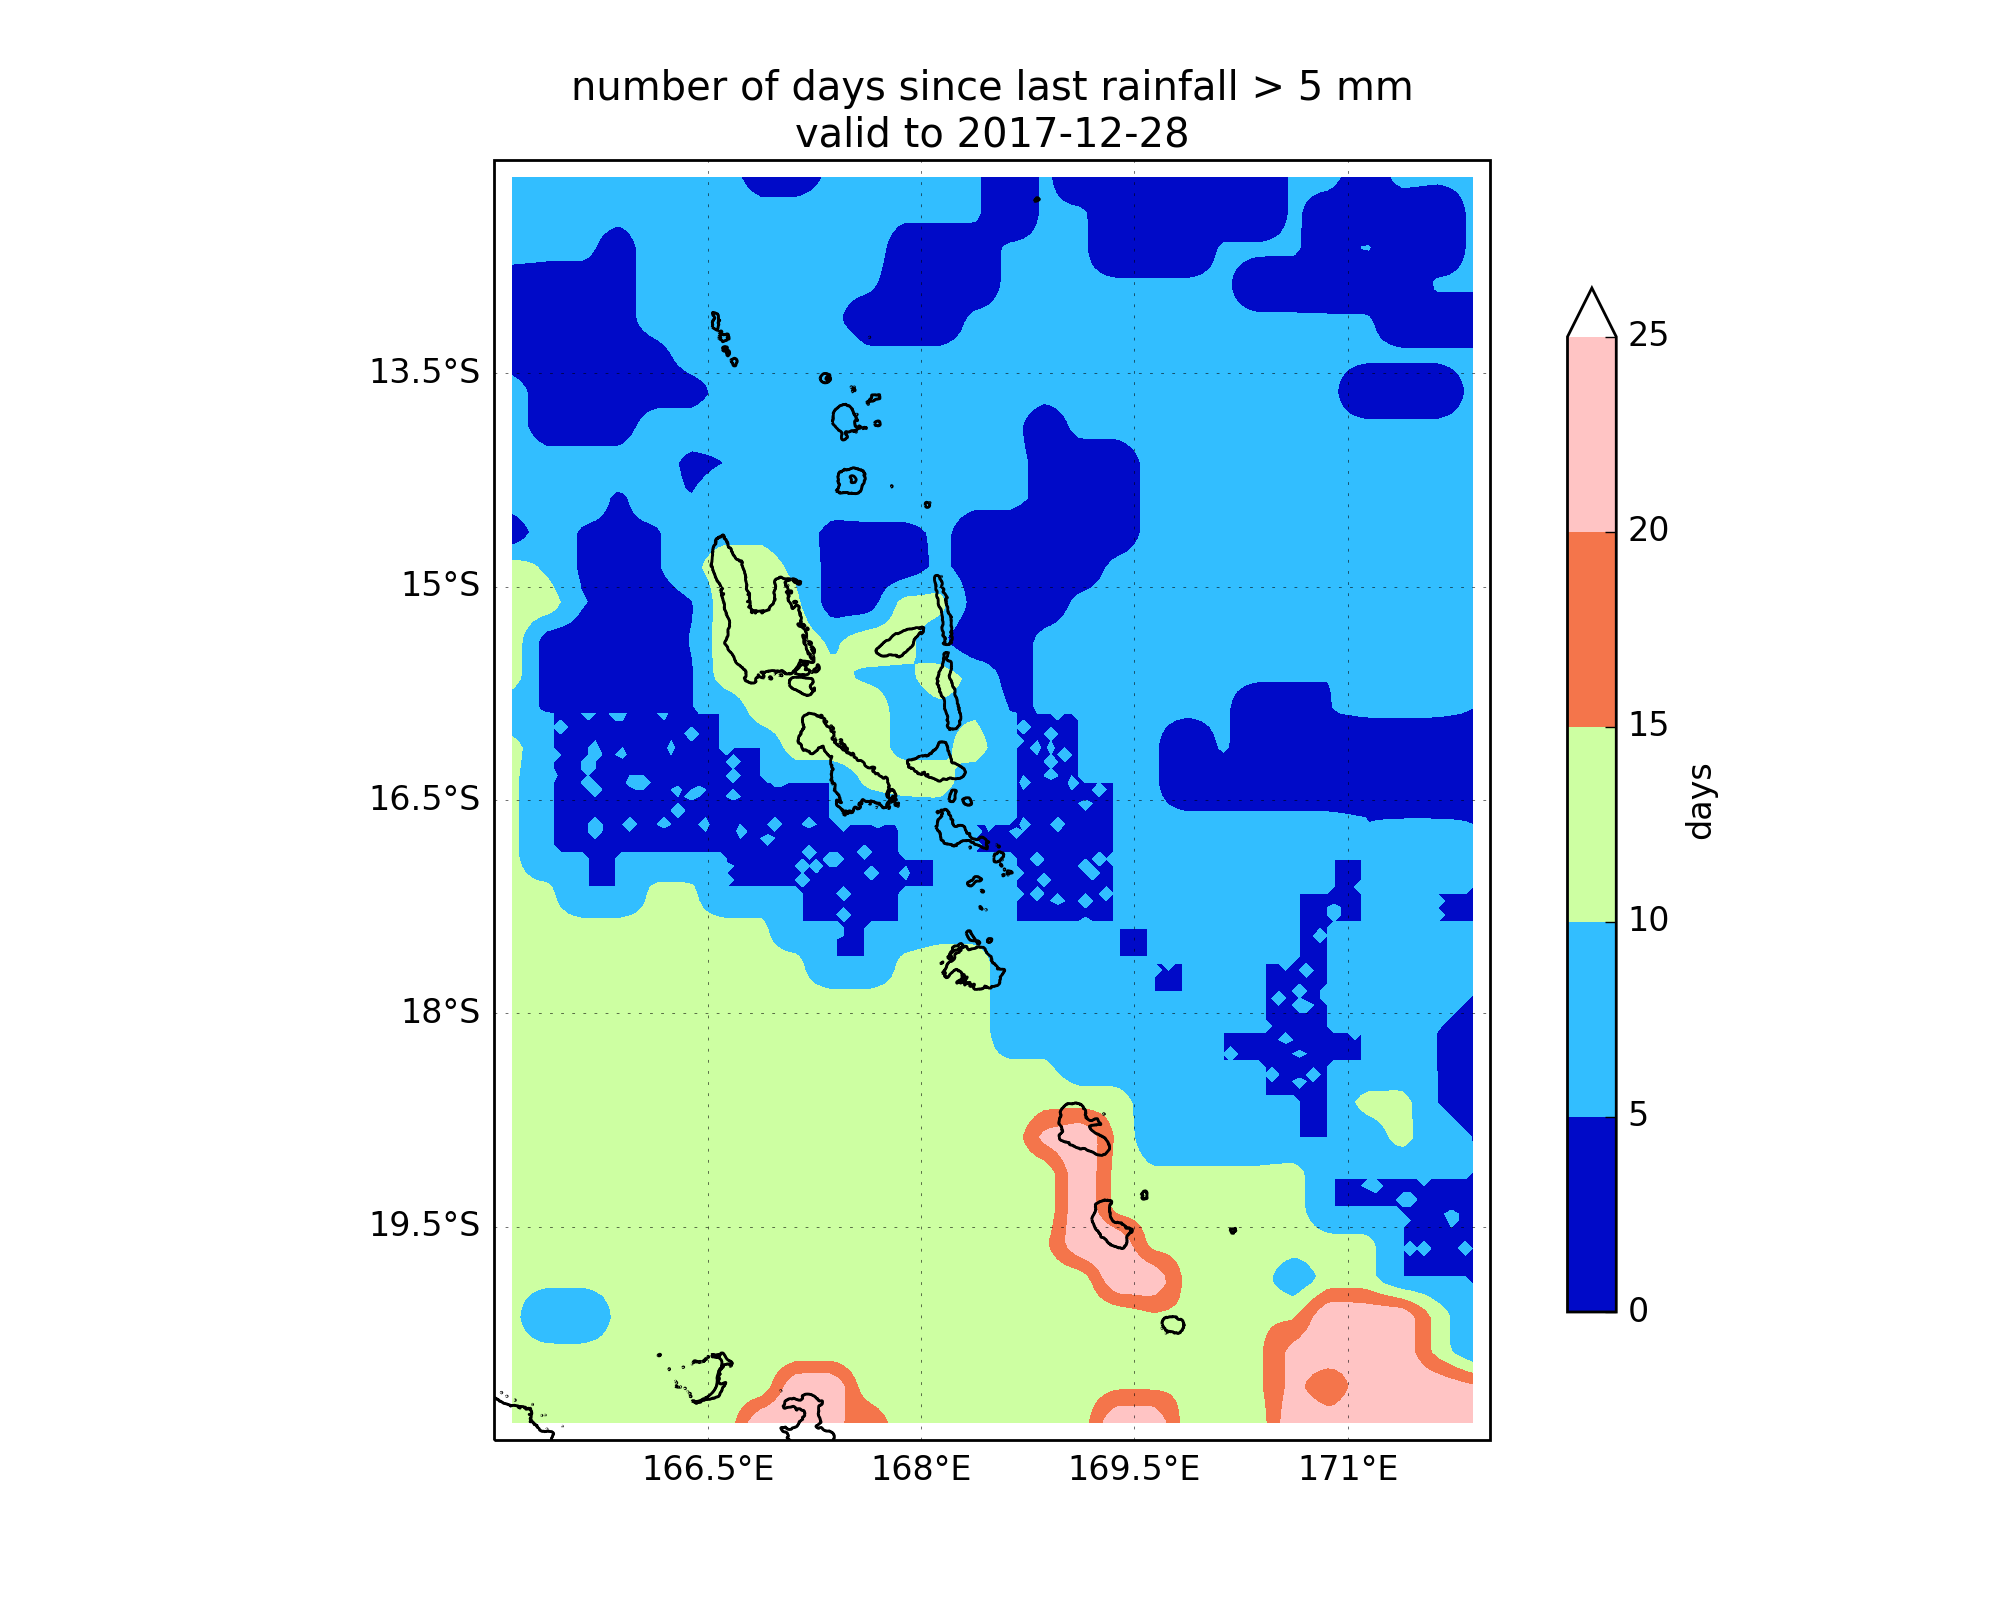 number of days since last rainfall > 5 mm
valid to 2017-12-28
13.5°S
15°S
16.5°S
18°S
19.5°S
166.5°E 168°E 169.5°E 171°E
25
20
15
10
5
0
days